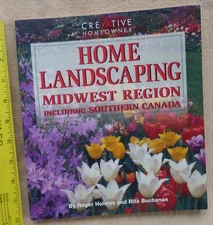 CREATIVE
HOMEOWNER
HOME
LANDSCAPING
MIDWEST REGION
INCLUDING SOUTHERN CANADA
By Roger Holmes and Rita Buchanan